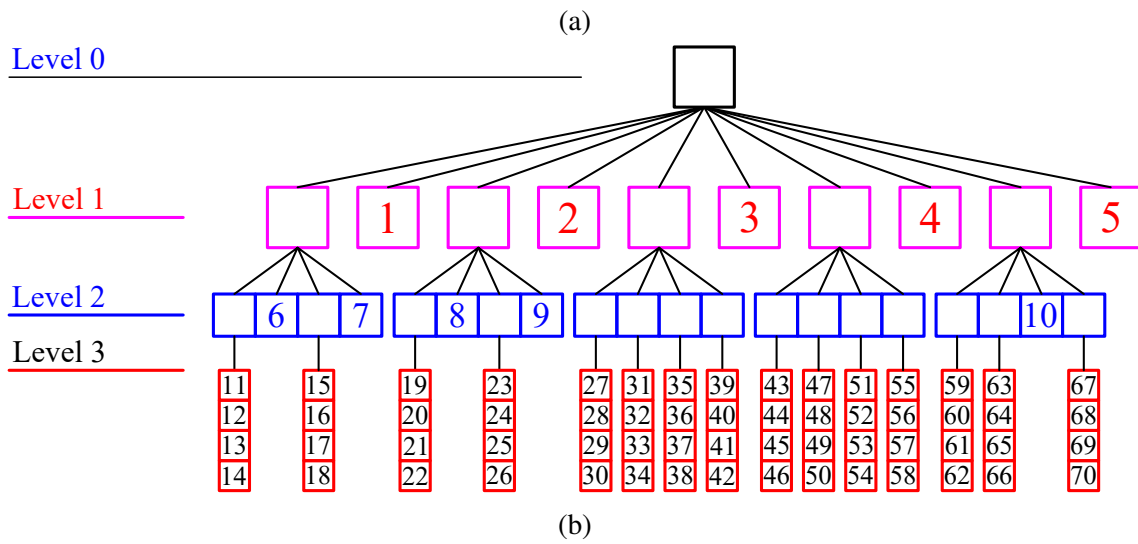 (a)
Level 0
Level 1
1 2 3 4 5
Level 2
6 7 8 9 10
Level 3
11 15 19 23 27 31 35 39 43 47 51 55 59 63 67
12 16 20 24 28 32 36 40 44 48 52 56 60 64 68
13 17 21 25 29 33 37 41 45 49 53 57 61 65 69
14 18 22 26 30 34 38 42 46 50 54 58 62 66 70
(b)